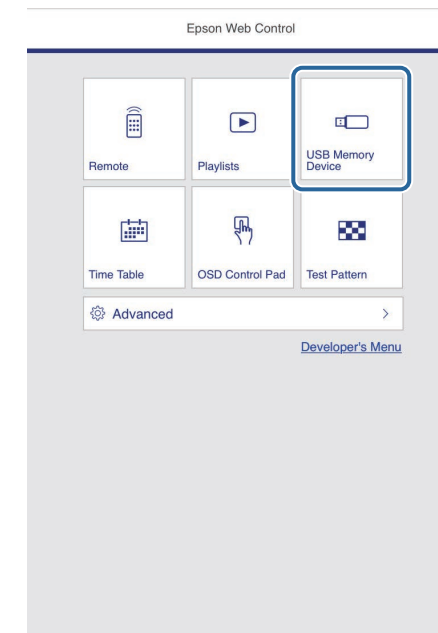 Epson Web Control
Remote
Playlists
USB Memory
Device
Time Table
OSD Control Pad
Test Pattern
Advanced
Developer's Menu